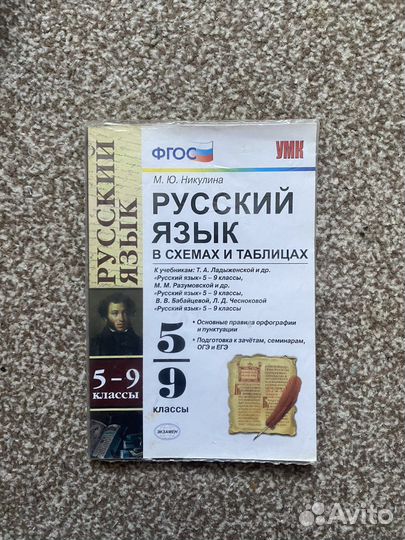 ФГОС
УМК
М. Ю. Никулина
РУССКИЙ
ЯЗЫК
В СХЕМАХ И ТАБЛИЦАХ
К учебникам: Т. А. Ладыженской и др.
«Русский язык» 5 – 9 классы,
М. М. Разумовской и др.
«Русский язык» 5 – 9 классы,
В. В. Бабайцевой, Л. Д. Чесноковой
«Русский язык» 5 – 9 классы
• Основные правила орфографии и
пунктуации
• Подготовка к зачётам, семинарам,
ОГЭ и ЕГЭ
5
9
КЛАССЫ
ЭКЗАМЕН
РУССКИЙ
ЯЗЫК
5 – 9
классы
Avito